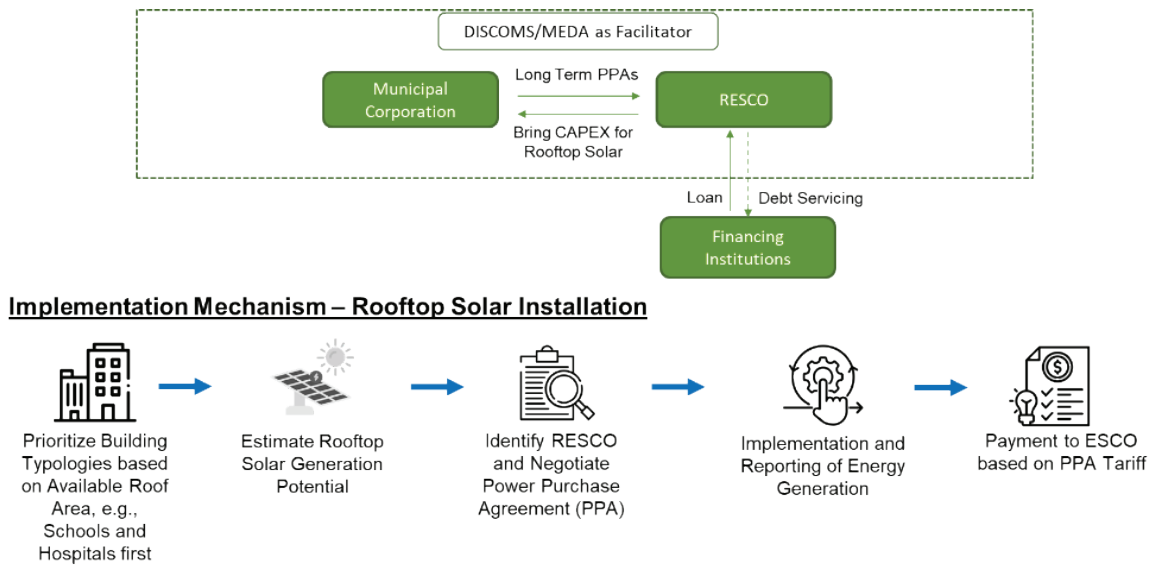 DISCOMS/MEDA as Facilitator
Municipal
Corporation
Long Term PPAs
Bring CAPEX for
Rooftop Solar
RESCO
Loan
Debt Servicing
Financing
Institutions
Implementation Mechanism – Rooftop Solar Installation
Prioritize Building
Typologies based
on Available Roof
Area, e.g.,
Schools and
Hospitals first
Estimate Rooftop
Solar Generation
Potential
Identify RESCO
and Negotiate
Power Purchase
Agreement (PPA)
Implementation and
Reporting of Energy
Generation
$
Payment to ESCO
based on PPA Tariff